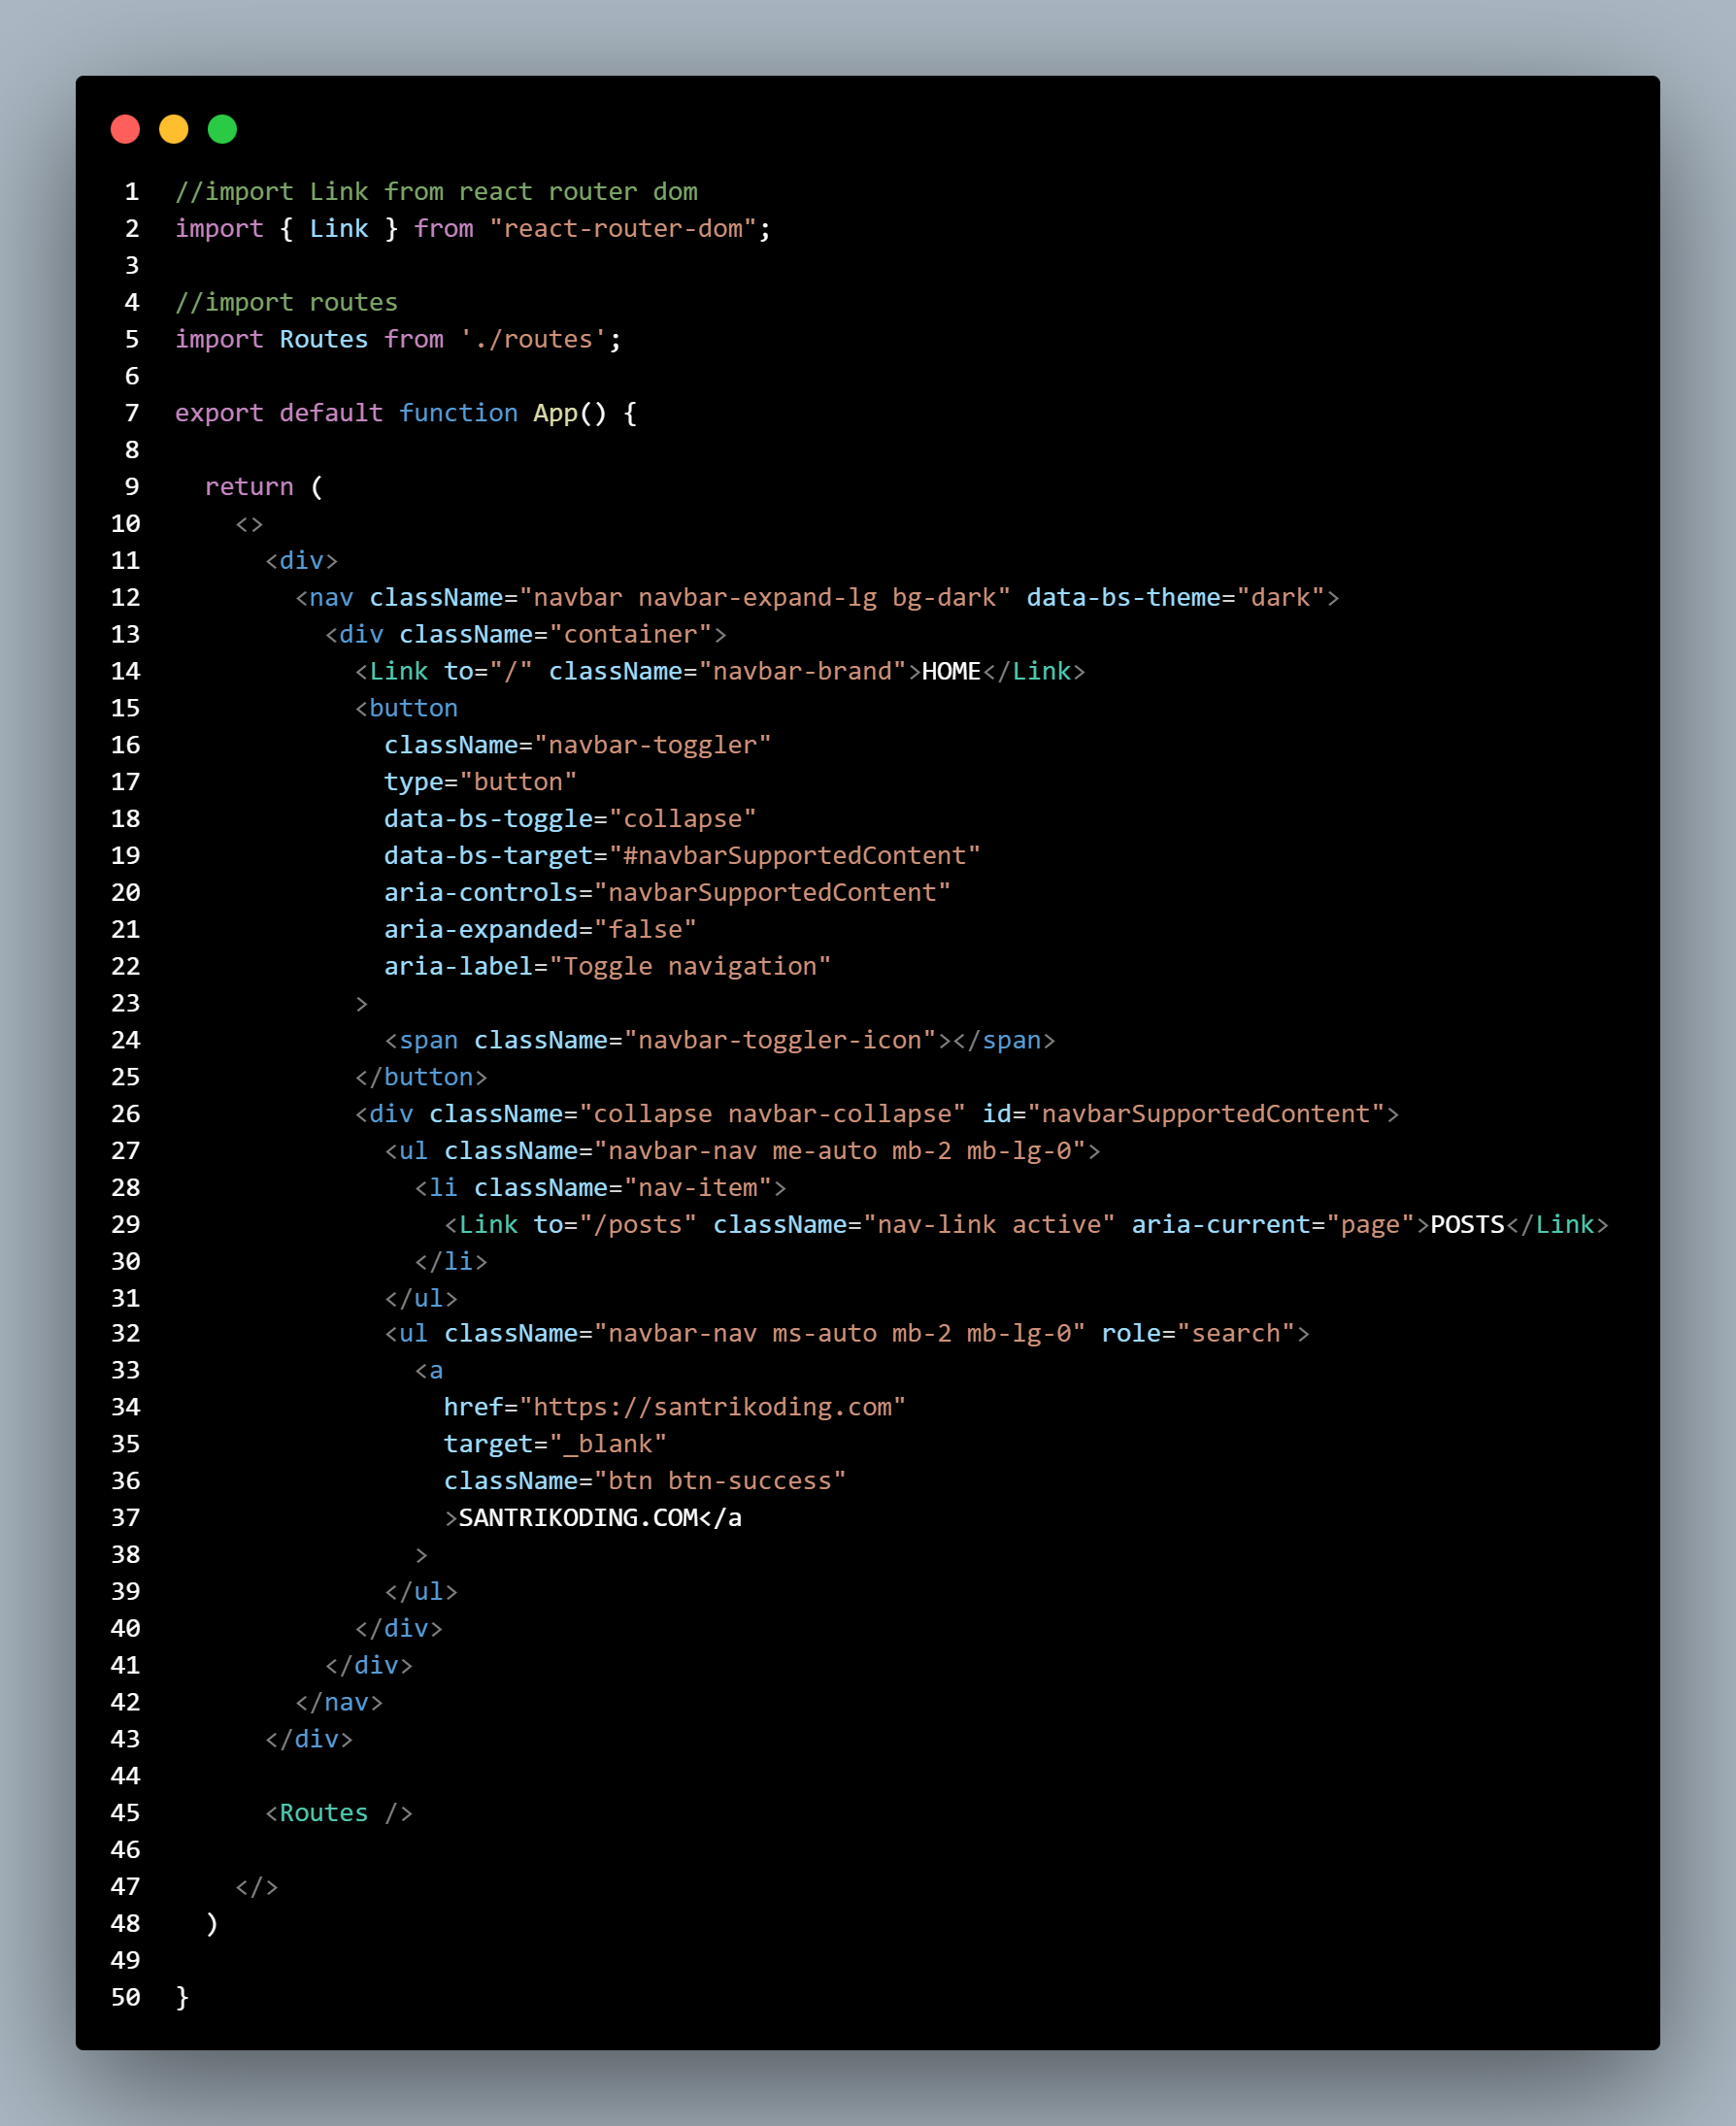 1 //import Link from react router dom
2 import { Link } from "react-router-dom";
3
4 //import routes
5 import Routes from './routes';
6
7 export default function App() {
8
9   return (
10     <>
11       <div>
12         <nav className="navbar navbar-expand-lg bg-dark" data-bs-theme="dark">
13           <div className="container">
14             <Link to="/" className="navbar-brand">HOME</Link>
15             <button
16               className="navbar-toggler"
17               type="button"
18               data-bs-toggle="collapse"
19               data-bs-target="#navbarSupportedContent"
20               aria-controls="navbarSupportedContent"
21               aria-expanded="false"
22               aria-label="Toggle navigation"
23             >
24               <span className="navbar-toggler-icon"></span>
25             </button>
26             <div className="collapse navbar-collapse" id="navbarSupportedContent">
27               <ul className="navbar-nav me-auto mb-2 mb-lg-0">
28                 <li className="nav-item">
29                   <Link to="/posts" className="nav-link active" aria-current="page">POSTS</Link>
30                 </li>
31               </ul>
32               <ul className="navbar-nav ms-auto mb-2 mb-lg-0" role="search">
33                 <a
34                   href="https://santrikoding.com"
35                   target="_blank"
36                   className="btn btn-success"
37                   >SANTRIKODING.COM</a
38                 >
39               </ul>
40             </div>
41           </div>
42         </nav>
43       </div>
44
45       <Routes />
46
47     </>
48   )
49
50 }